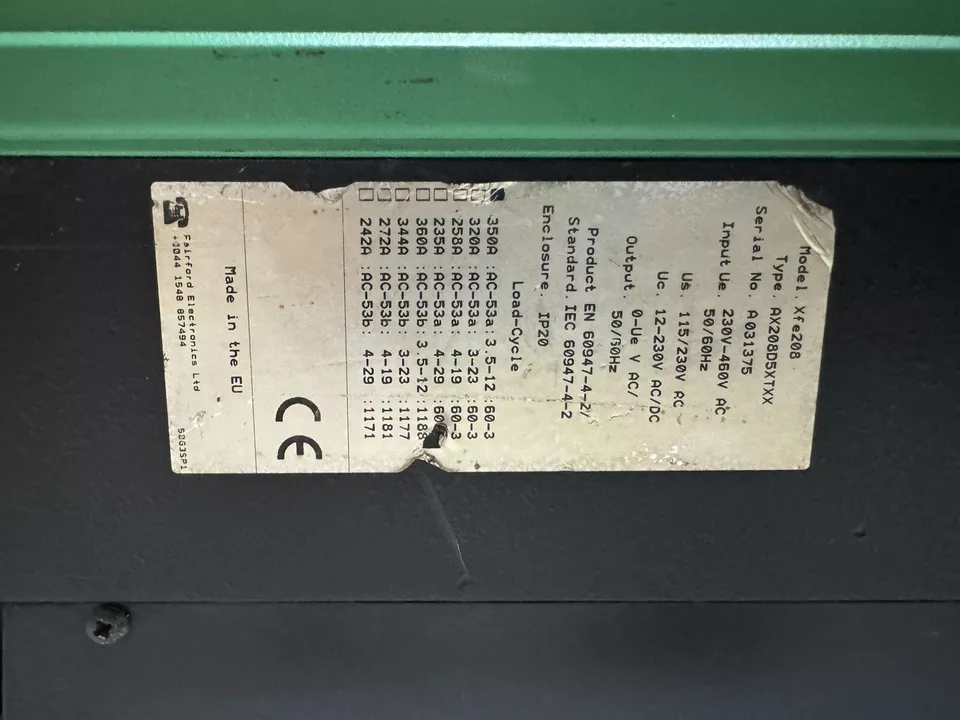 Model. Xfe208
Type. AX208D5XTXX
Serial No. A031375
Input Ue. 230V-460V AC
50/60Hz
Us. 115/230V AC
Uc. 12-230V AC/DC
Output. 0-Ue V AC/
50/60Hz
Product EN 60947-4-2/
Standard. IEC 60947-4-2
Enclosure. IP20
Load-Cycle
350A :AC-53a: 3.5-12 :60-3
320A :AC-53a: 3-23 :60-3
258A :AC-53a: 4-19 :60-3
235A :AC-53a: 4-29 :60
360A :AC-53b: 3.5-12 :1188
344A :AC-53b: 3-23 :1177
272A :AC-53b: 4-19 :1181
242A :AC-53b: 4-29 :1171
CE
Made in the EU
Fairford Electronics Ltd
+0044 1548 857494